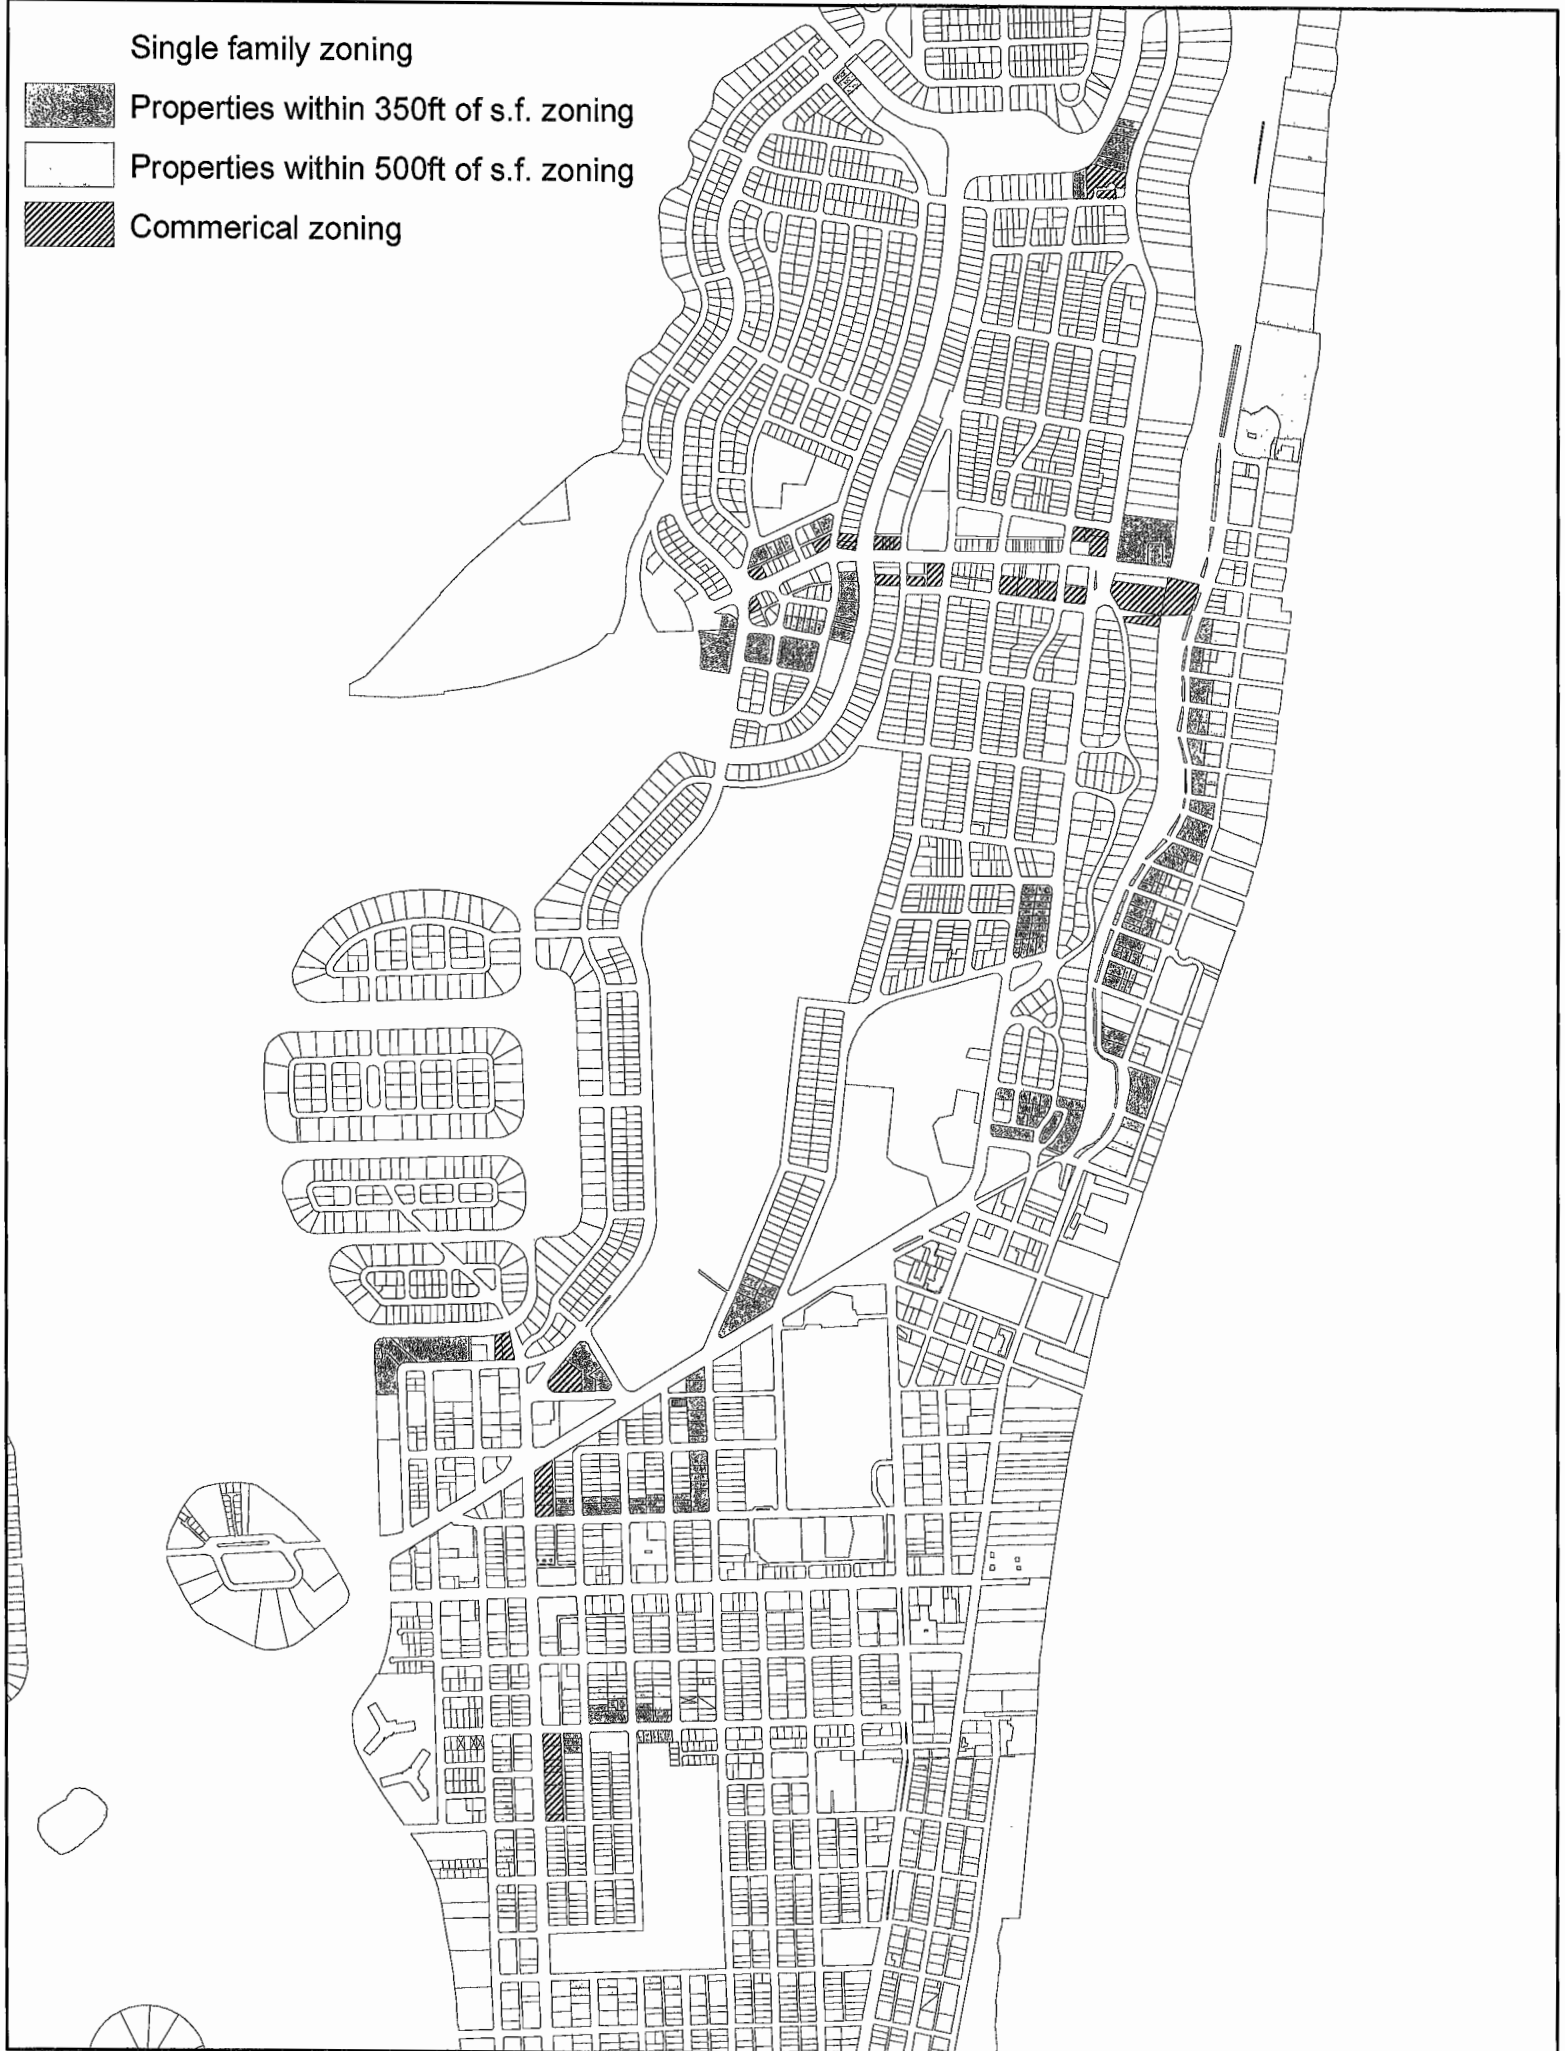 Single family zoning
Properties within 350ft of s.f. zoning
Properties within 500ft of s.f. zoning
Commerical zoning